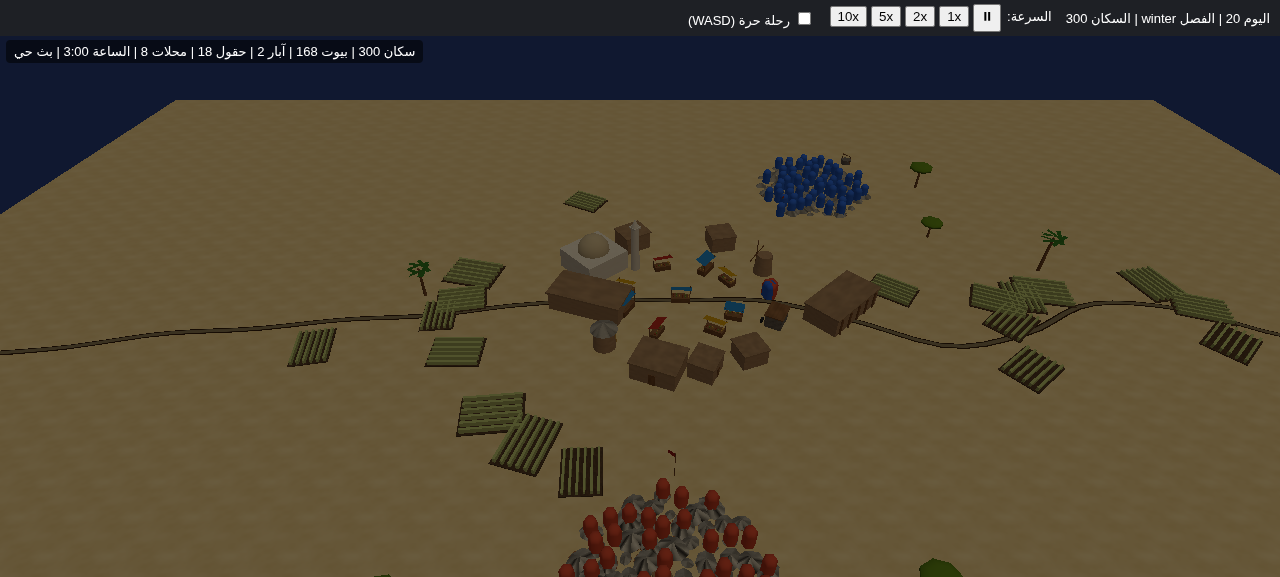 اليوم 20 | الفصل winter | السكان 300 السرعة: ⏸ 1x 2x 5x 10x رحلة حرة (WASD)
سكان 300 | بيوت 168 | آبار 2 | حقول 18 | محلات 8 | الساعة 3:00 | بث حي